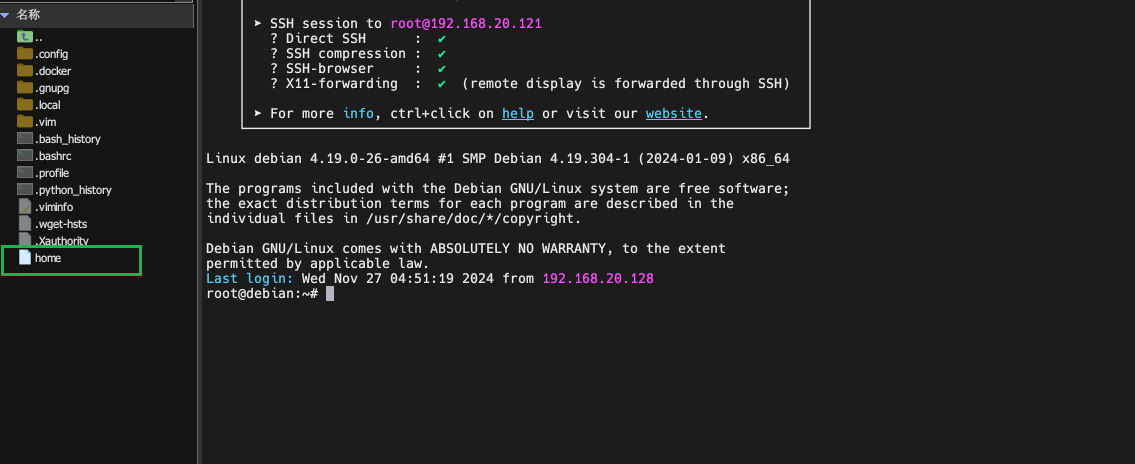 名称
..
.config
.docker
.gnupg
.local
.vim
.bash_history
.bashrc
.profile
.python_history
.viminfo
.wget-hsts
.Xauthority
home
➤ SSH session to root@192.168.20.121
? Direct SSH : ✔
? SSH compression : ✔
? SSH-browser : ✔
? X11-forwarding : ✔ (remote display is forwarded through SSH)
➤ For more info, ctrl+click on help or visit our website.
Linux debian 4.19.0-26-amd64 #1 SMP Debian 4.19.304-1 (2024-01-09) x86_64
The programs included with the Debian GNU/Linux system are free software;
the exact distribution terms for each program are described in the
individual files in /usr/share/doc/*/copyright.
Debian GNU/Linux comes with ABSOLUTELY NO WARRANTY, to the extent
permitted by applicable law.
Last login: Wed Nov 27 04:51:19 2024 from 192.168.20.128
root@debian:~#